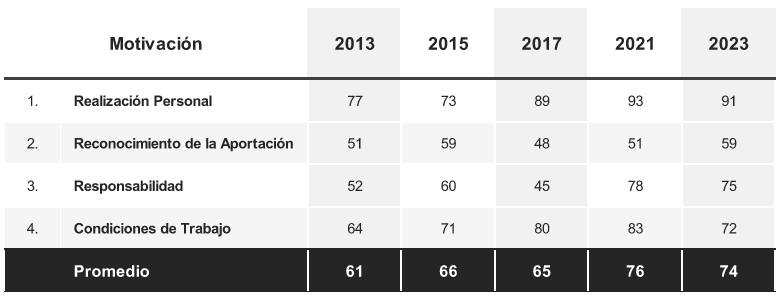 Motivación 2013 2015 2017 2021 2023
1. Realización Personal 77 73 89 93 91
2. Reconocimiento de la Aportación 51 59 48 51 59
3. Responsabilidad 52 60 45 78 75
4. Condiciones de Trabajo 64 71 80 83 72
Promedio 61 66 65 76 74